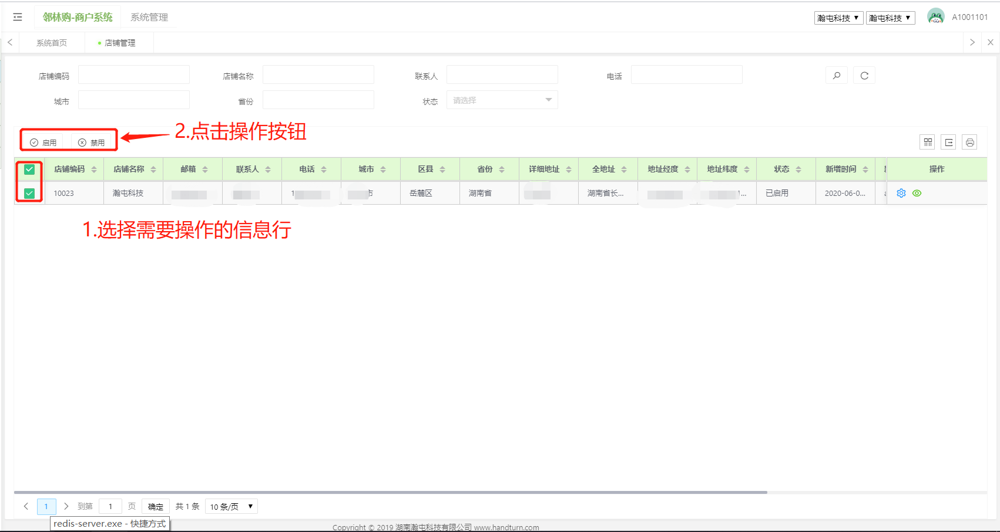 邻林购-商户系统 系统管理 瀚屯科技 瀚屯科技 A1001101
系统首页 店铺管理
店铺编码 店铺名称 联系人 电话
城市 省份 状态 请选择
2.点击操作按钮
启用 禁用
店铺编码 店铺名称 邮箱 联系人 电话 城市 区县 省份 详细地址 全地址 地址经度 地址纬度 状态 新增时间 操作
10023 瀚屯科技 1 市 岳麓区 湖南省 湖南省长... 1... 已启用 2020-06-0...
1.选择需要操作的信息行
1 到第 1 页 确定 共 1 条 10 条/页
redis-server.exe - 快捷方式
Copyright © 2019 湖南瀚屯科技有限公司 www.handturn.com